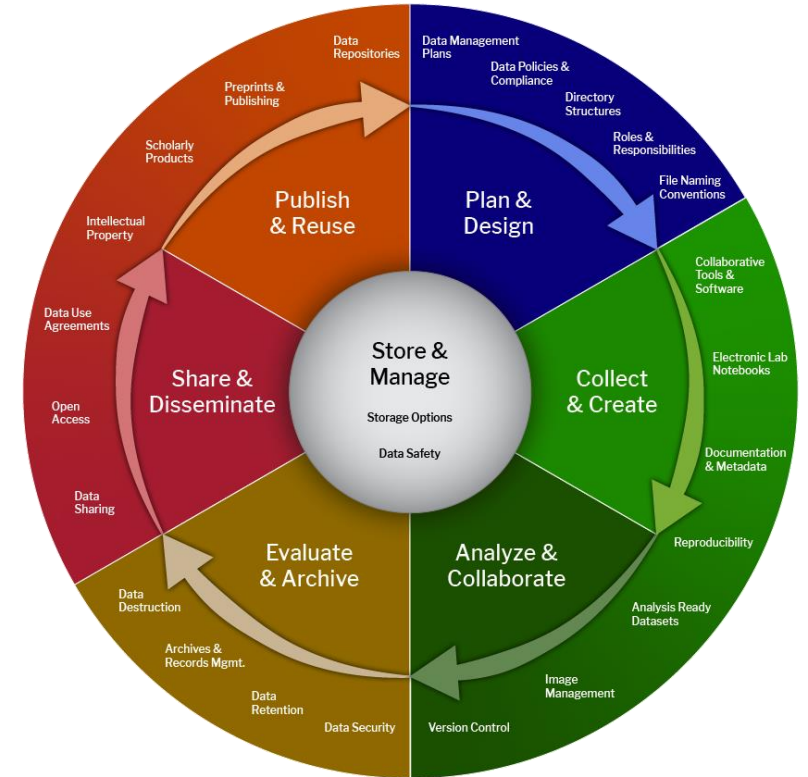 Data
Repositories
Data Management
Plans
Data Policies &
Compliance
Directory
Structures
Roles &
Responsibilities
File Naming
Conventions
Preprints &
Publishing
Scholarly
Products
Intellectual
Property
Publish
& Reuse
Plan &
Design
Collaborative
Tools &
Software
Electronic Lab
Notebooks
Documentation
& Metadata
Data Use
Agreements
Open
Access
Data
Sharing
Share &
Disseminate
Store &
Manage
Storage Options
Data Safety
Collect
& Create
Evaluate
& Archive
Analyze &
Collaborate
Reproducibility
Analysis Ready
Datasets
Image
Management
Version Control
Data
Destruction
Archives &
Records Mgmt.
Data
Retention
Data Security